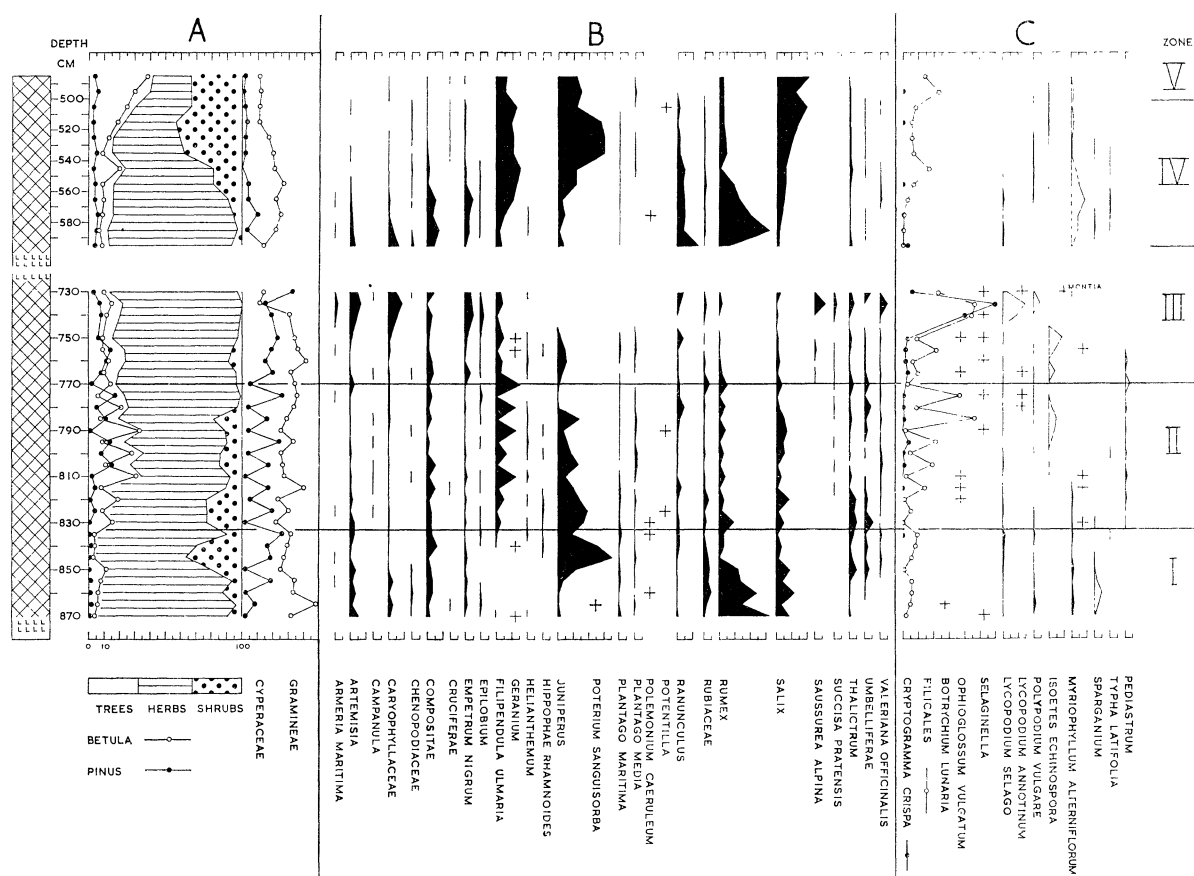 A
B
C
DEPTH
CM
ZONE
500
520
540
560
580
730
750
770
790
810
830
850
870
V
IV
III
II
I
MONTIA
0 10 100
TREES HERBS SHRUBS
BETULA
PINUS
CYPERACEAE
GRAMINEAE
ARMERIA MARITIMA
ARTEMISIA
CAMPANULA
CARYOPHYLLACEAE
CHENOPODIACEAE
COMPOSITAE
CRUCIFERAE
EMPETRUM NIGRUM
EPILOBIUM
FILIPENDULA ULMARIA
GERANIUM
HELIANTHEMUM
HIPPOPHAE RHAMNOIDES
JUNIPERUS
POTERIUM SANGUISORBA
PLANTAGO MARITIMA
PLANTAGO MEDIA
POLEMONIUM CAERULEUM
POTENTILLA
RANUNCULUS
RUBIACEAE
RUMEX
SALIX
SAUSSUREA ALPINA
SUCCISA PRATENSIS
THALICTRUM
UMBELLIFERAE
VALERIANA OFFICINALIS
CRYPTOGRAMMA CRISPA
FILICALES
BOTRYCHIUM LUNARIA
OPHIOGLOSSUM VULGATUM
SELAGINELLA
LYCOPODIUM SELAGO
LYCOPODIUM ANNOTINUM
POLYPODIUM VULGARE
ISOETES ECHINOSPORA
MYRIOPHYLLUM ALTERNIFLORUM
SPARGANIUM
TYPHA LATIFOLIA
PEDIASTRUM